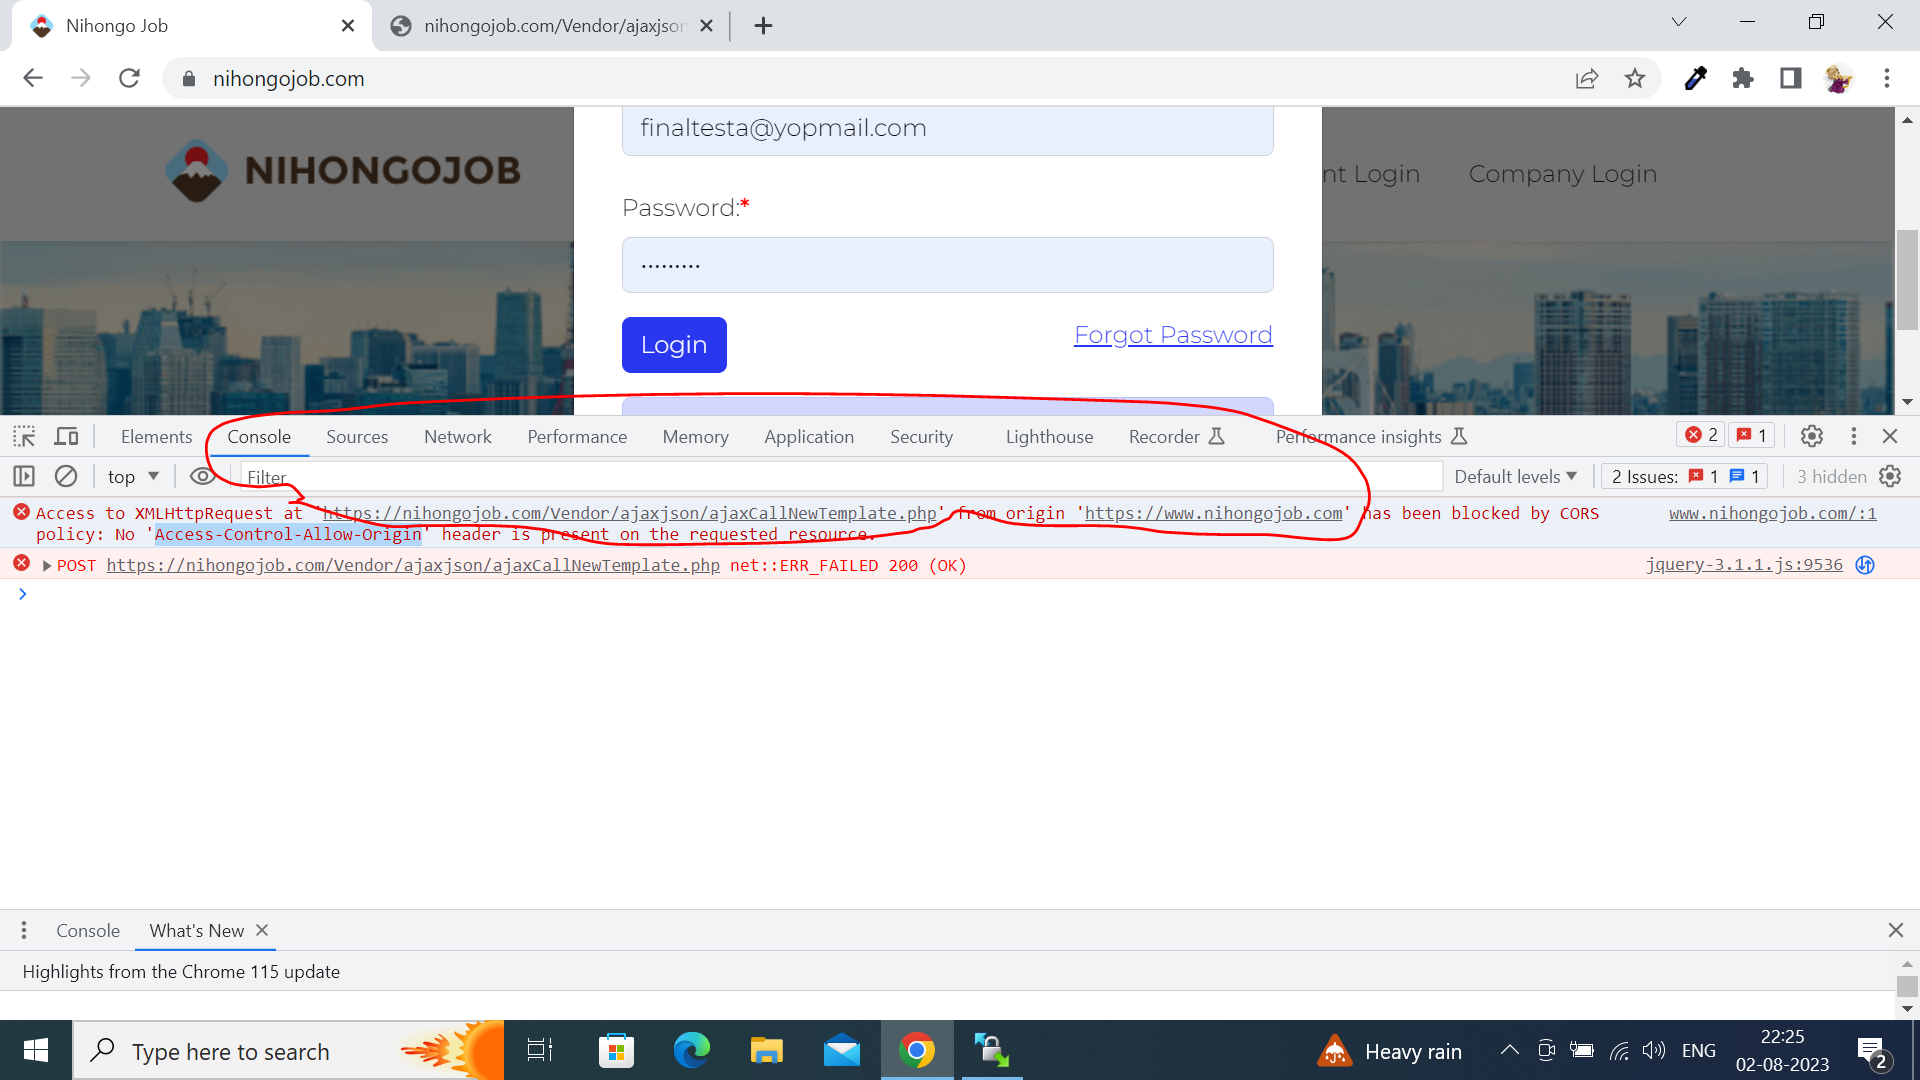 Nihongo Job
nihongojob.com/Vendor/ajaxjson
nihongojob.com
finaltesta@yopmail.com
NIHONGOJOB
nt Login
Company Login
Password:*
·········
Login
Forgot Password
Elements
Console
Sources
Network
Performance
Memory
Application
Security
Lighthouse
Recorder
Performance insights
2
1
top
Filter
Default levels
2 Issues:
1
1
3 hidden
Access to XMLHttpRequest at 'https://nihongojob.com/Vendor/ajaxjson/ajaxCallNewTemplate.php' from origin 'https://www.nihongojob.com' has been blocked by CORS
www.nihongojob.com/:1
policy: No 'Access-Control-Allow-Origin' header is present on the requested resource.
POST https://nihongojob.com/Vendor/ajaxjson/ajaxCallNewTemplate.php net::ERR_FAILED 200 (OK)
jquery-3.1.1.js:9536
Console
What's New
Highlights from the Chrome 115 update
Type here to search
Heavy rain
ENG
22:25
02-08-2023
2